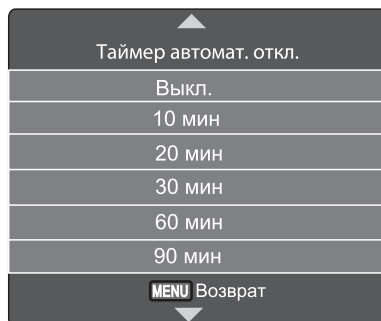 Таймер автомат. откл.
Выкл.
10 мин
20 мин
30 мин
60 мин
90 мин
MENU Возврат